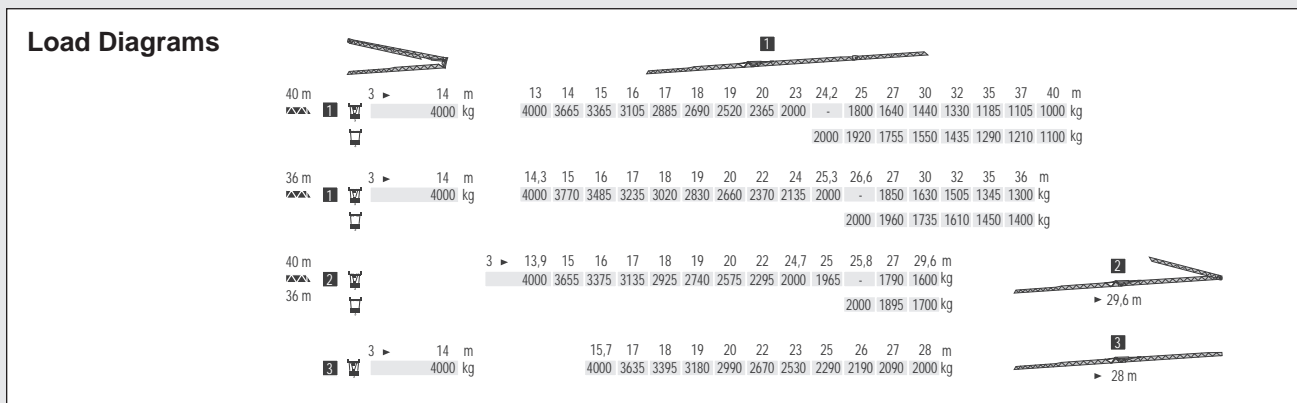 Load Diagrams
1
40 m 3 ► 14 m 13 14 15 16 17 18 19 20 23 24,2 25 27 30 32 35 37 40 m
1 4000 kg 4000 3665 3365 3105 2885 2690 2520 2365 2000 - 1800 1640 1440 1330 1185 1105 1000 kg
2000 1920 1755 1550 1435 1290 1210 1100 kg
36 m 3 ► 14 m 14,3 15 16 17 18 19 20 22 24 25,3 26,6 27 30 32 35 36 m
1 4000 kg 4000 3770 3485 3235 3020 2830 2660 2370 2135 2000 - 1850 1630 1505 1345 1300 kg
2000 1960 1735 1610 1450 1400 kg
40 m 3 ► 13,9 15 16 17 18 19 20 22 24,7 25 25,8 27 29,6 m 2
2 4000 3655 3375 3135 2925 2740 2575 2295 2000 1965 - 1790 1600 kg
36 m 2000 1895 1700 kg ► 29,6 m
3 ► 14 m 15,7 17 18 19 20 22 23 25 26 27 28 m 3
3 4000 kg 4000 3635 3395 3180 2990 2670 2530 2290 2190 2090 2000 kg
► 28 m